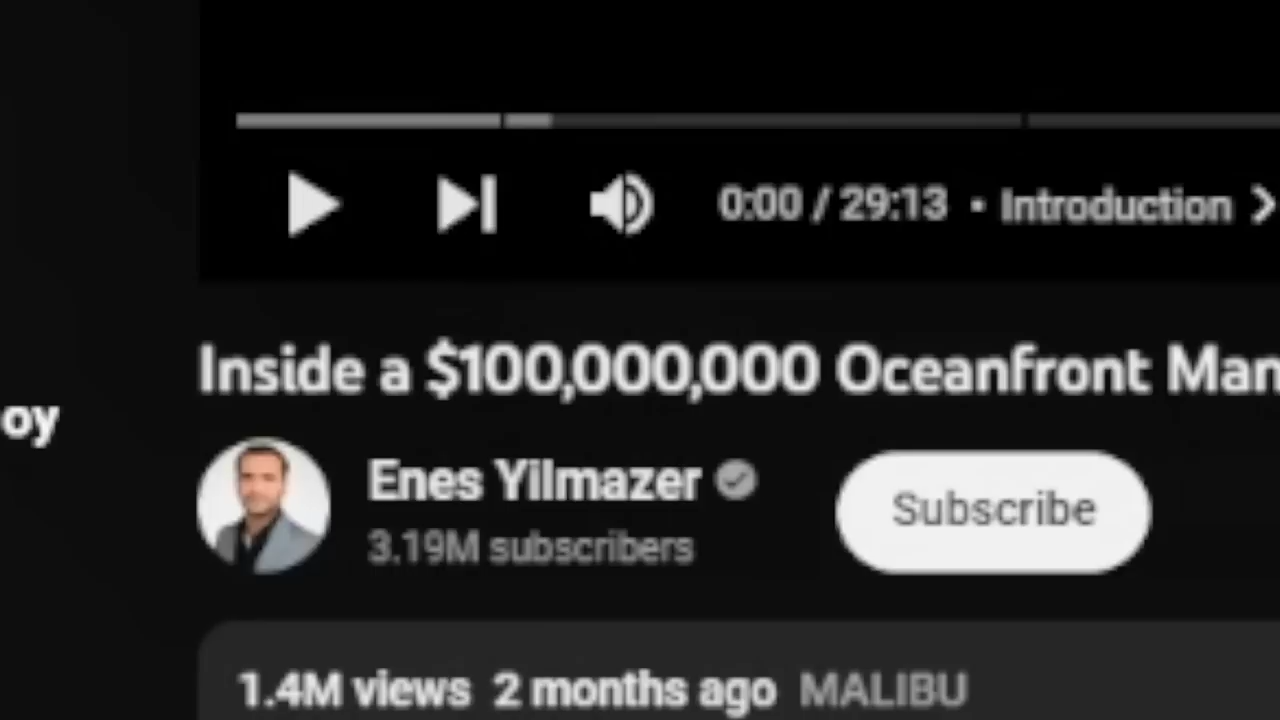 0:00 / 29:13 • Introduction >
Inside a $100,000,000 Oceanfront Man
oy
Enes Yilmazer
Subscribe
3.19M subscribers
1.4M views 2 months ago MALIBU